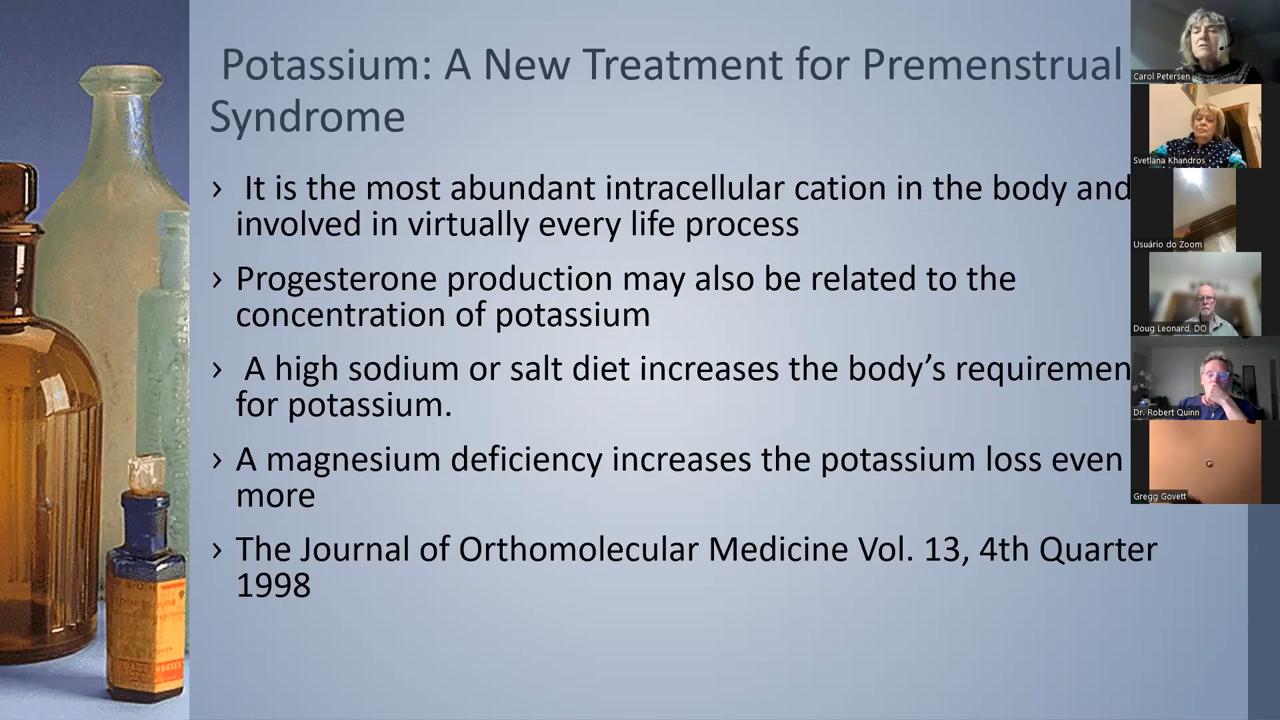 Potassium: A New Treatment for Premenstrual
Syndrome
› It is the most abundant intracellular cation in the body and
involved in virtually every life process
› Progesterone production may also be related to the
concentration of potassium
› A high sodium or salt diet increases the body’s requiremen
for potassium.
› A magnesium deficiency increases the potassium loss even
more
› The Journal of Orthomolecular Medicine Vol. 13, 4th Quarter
1998
Carol Petersen
Svetlana Khandros
Usuário do Zoom
Doug Leonard, DO
Dr. Robert Quinn
Gregg Govett